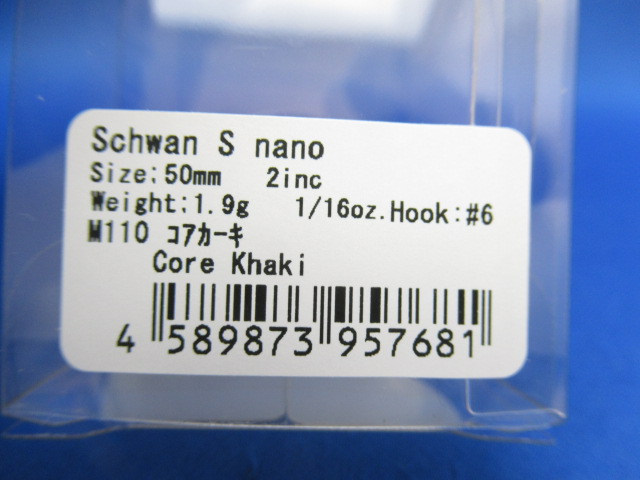 Schwan S nano
Size:50mm 2inc
Weight:1.9g 1/16oz.Hook:#6
M110 コアカーキ
Core Khaki
4 589873 957681